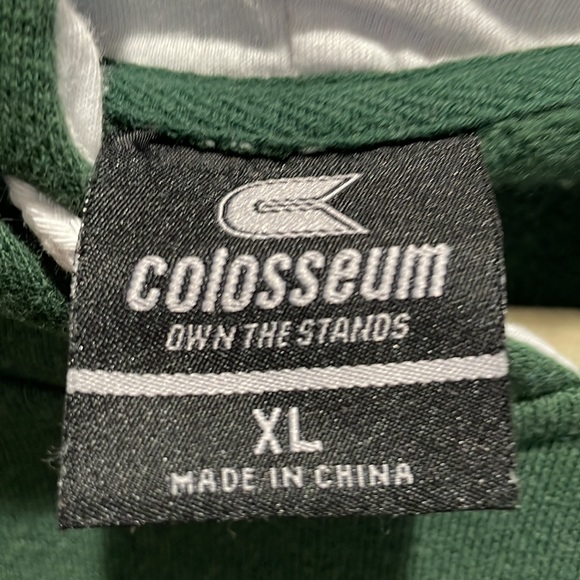 colosseum
OWN THE STANDS
XL
MADE IN CHINA